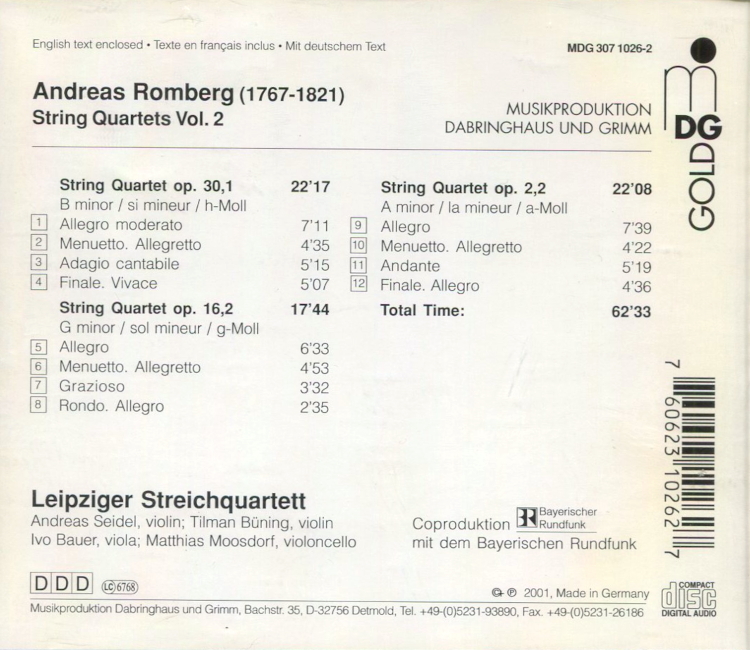 English text enclosed • Texte en français inclus • Mit deutschem Text
MDG 307 1026-2
Andreas Romberg (1767-1821)
String Quartets Vol. 2
MUSIKPRODUKTION
DABRINGHAUS UND GRIMM
m
DG
GOLD
String Quartet op. 30,1 22'17
B minor / si mineur / h-Moll
1 Allegro moderato 7'11
2 Menuetto. Allegretto 4'35
3 Adagio cantabile 5'15
4 Finale. Vivace 5'07
String Quartet op. 16,2 17'44
G minor / sol mineur / g-Moll
5 Allegro 6'33
6 Menuetto. Allegretto 4'53
7 Grazioso 3'32
8 Rondo. Allegro 2'35
String Quartet op. 2,2 22'08
A minor / la mineur / a-Moll
9 Allegro 7'39
10 Menuetto. Allegretto 4'22
11 Andante 5'19
12 Finale. Allegro 4'36
Total Time: 62'33
7 60623 10262 7
Leipziger Streichquartett
Andreas Seidel, violin; Tilman Büning, violin
Ivo Bauer, viola; Matthias Moosdorf, violoncello
Coproduktion BR Bayerischer
Rundfunk
mit dem Bayerischen Rundfunk
DDD LC 6768
© ℗ 2001, Made in Germany
Musikproduktion Dabringhaus und Grimm, Bachstr. 35, D-32756 Detmold, Tel. +49-(0)5231-93890, Fax. +49-(0)5231-26186
COMPACT
disc
DIGITAL AUDIO